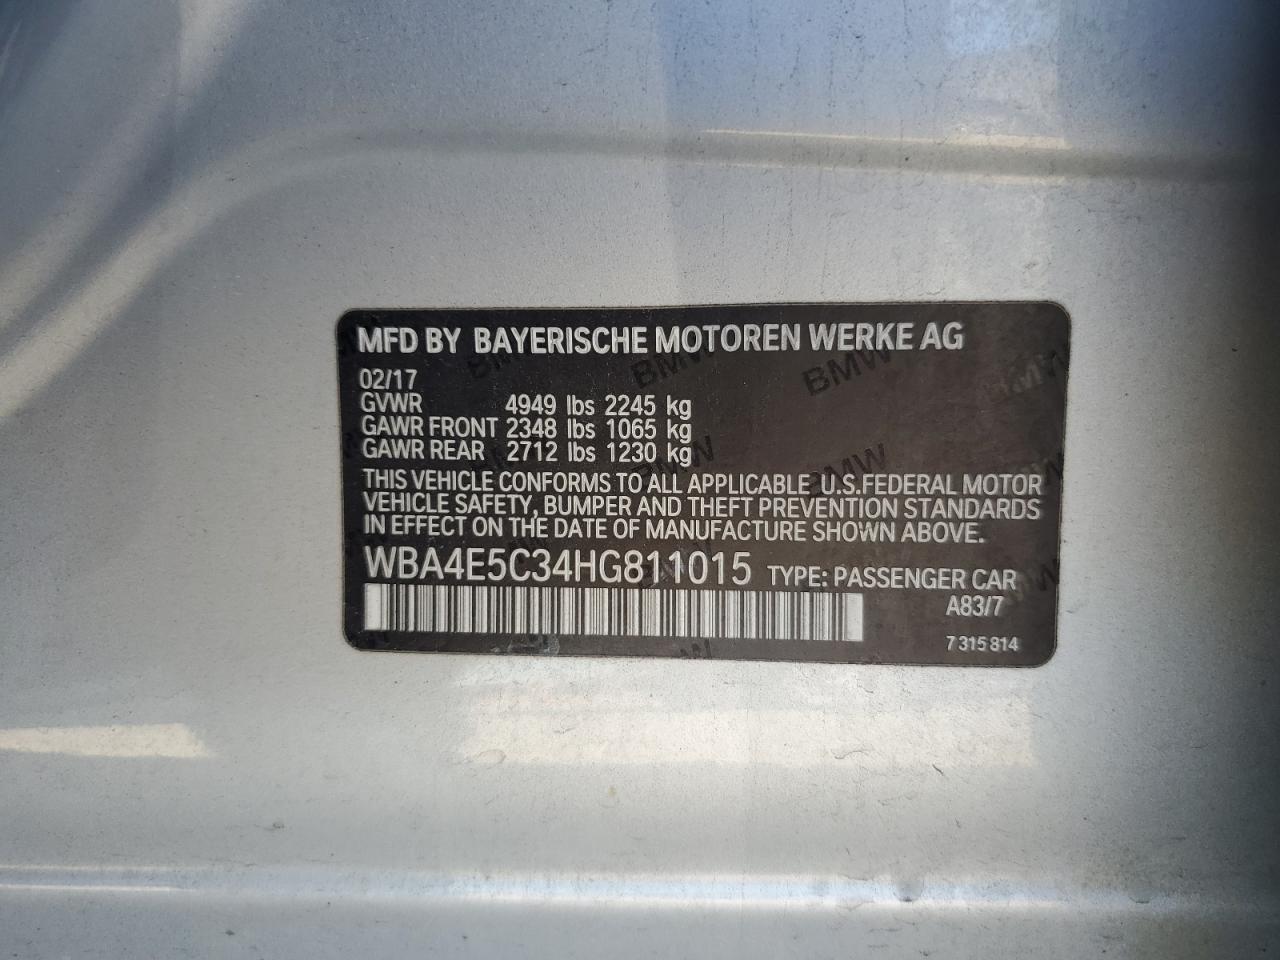 MFD BY BAYERISCHE MOTOREN WERKE AG
02/17
GVWR 4949 lbs 2245 kg
GAWR FRONT 2348 lbs 1065 kg
GAWR REAR 2712 lbs 1230 kg
THIS VEHICLE CONFORMS TO ALL APPLICABLE U.S.FEDERAL MOTOR
VEHICLE SAFETY, BUMPER AND THEFT PREVENTION STANDARDS
IN EFFECT ON THE DATE OF MANUFACTURE SHOWN ABOVE.
WBA4E5C34HG811015 TYPE: PASSENGER CAR
A83/7
7 315 814